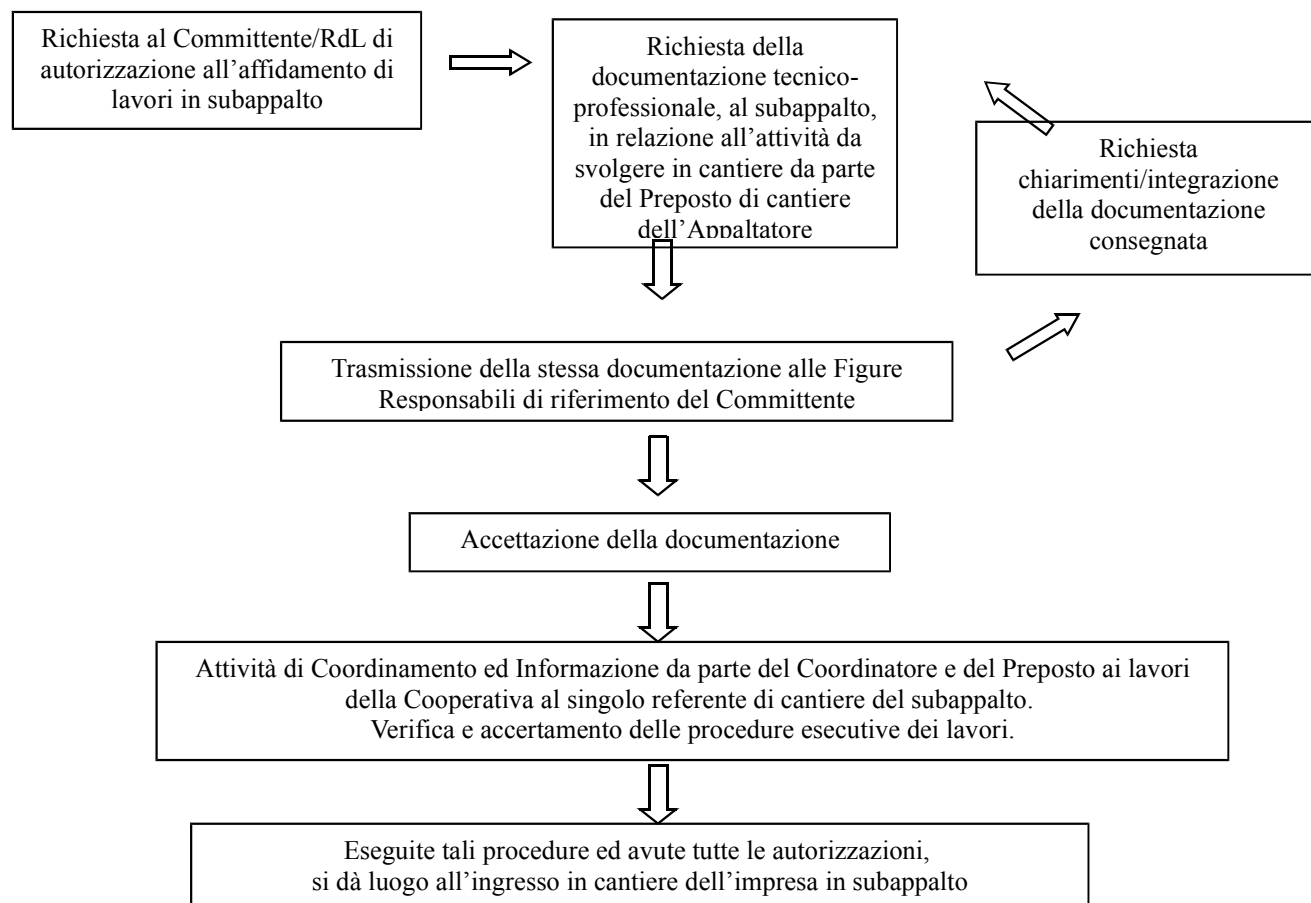 Richiesta al Committente/RdL di
autorizzazione all’affidamento di
lavori in subappalto
Richiesta della
documentazione tecnico-
professionale, al subappalto,
in relazione all’attività da
svolgere in cantiere da parte
del Preposto di cantiere
dell’Appaltatore
Richiesta
chiarimenti/integrazione
della documentazione
consegnata
Trasmissione della stessa documentazione alle Figure
Responsabili di riferimento del Committente
Accettazione della documentazione
Attività di Coordinamento ed Informazione da parte del Coordinatore e del Preposto ai lavori
della Cooperativa al singolo referente di cantiere del subappalto.
Verifica e accertamento delle procedure esecutive dei lavori.
Eseguite tali procedure ed avute tutte le autorizzazioni,
si dà luogo all’ingresso in cantiere dell’impresa in subappalto